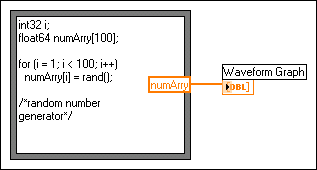 int32 i;
float64 numArry[100];
for (i = 1; i < 100; i++)
numArry[i] = rand();
/*random number
generator*/
numArry
Waveform Graph
DBL]